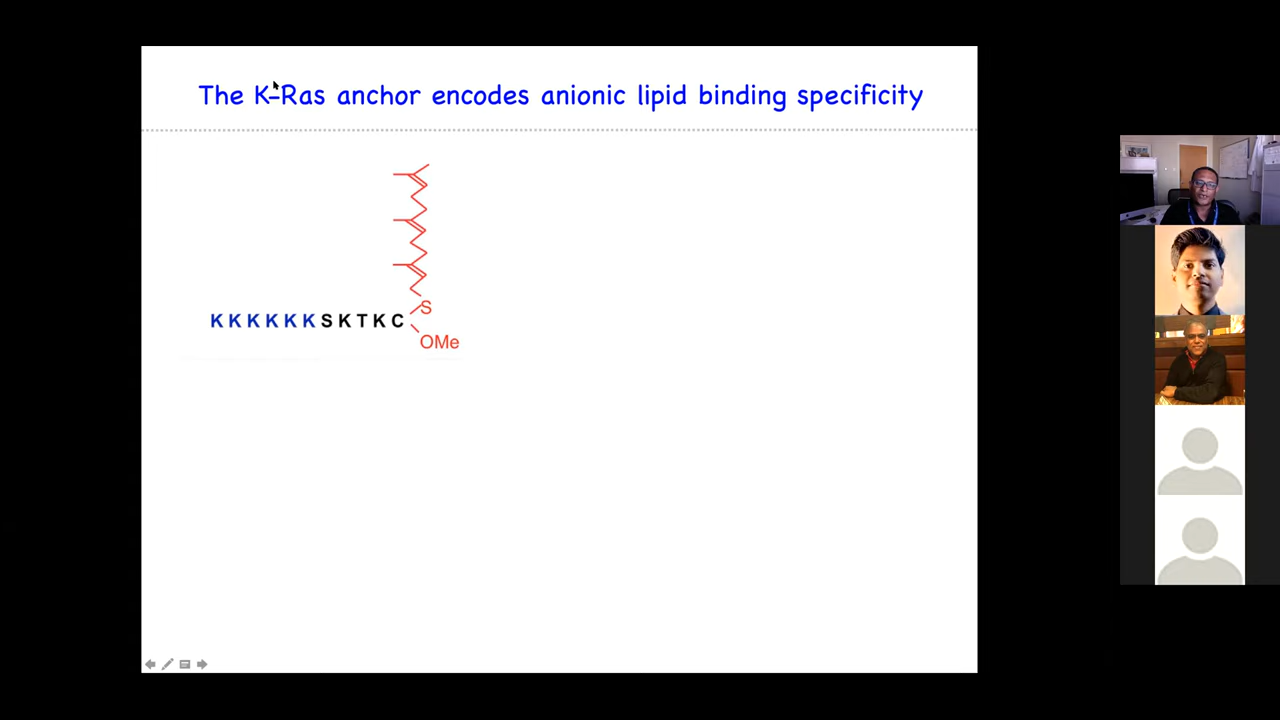 The K-Ras anchor encodes anionic lipid binding specificity
S
KKKKKKSKTKC
OMe